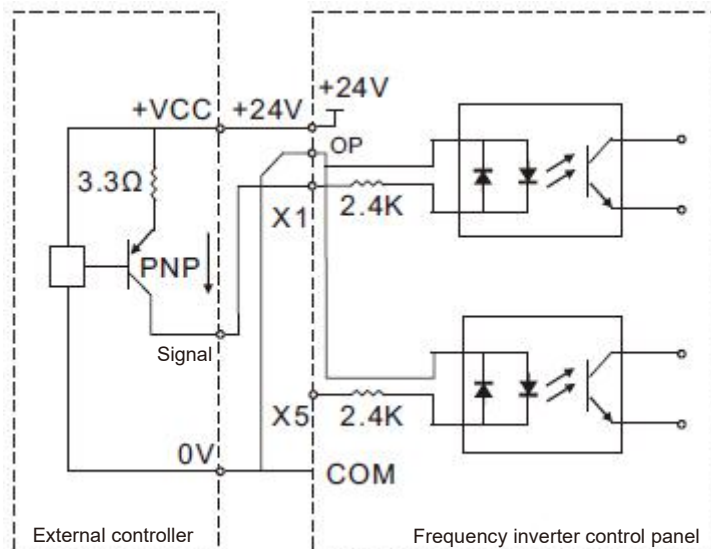 +24V
+VCC +24V
OP
3.3Ω
X1 2.4K
PNP
Signal
X5 2.4K
0V
COM
External controller
Frequency inverter control panel